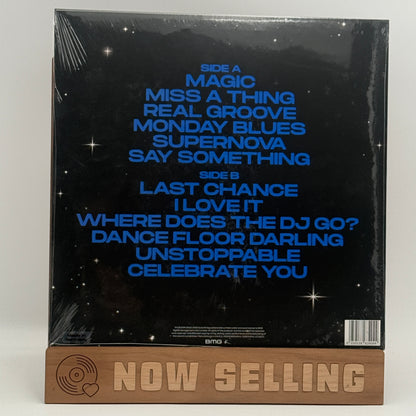 SIDE A
MAGIC
MISS A THING
REAL GROOVE
MONDAY BLUES
SUPERNOVA
SAY SOMETHING
SIDE B
LAST CHANCE
I LOVE IT
WHERE DOES THE DJ GO?
DANCE FLOOR DARLING
UNSTOPPABLE
CELEBRATE YOU
BMG
NOW SELLING